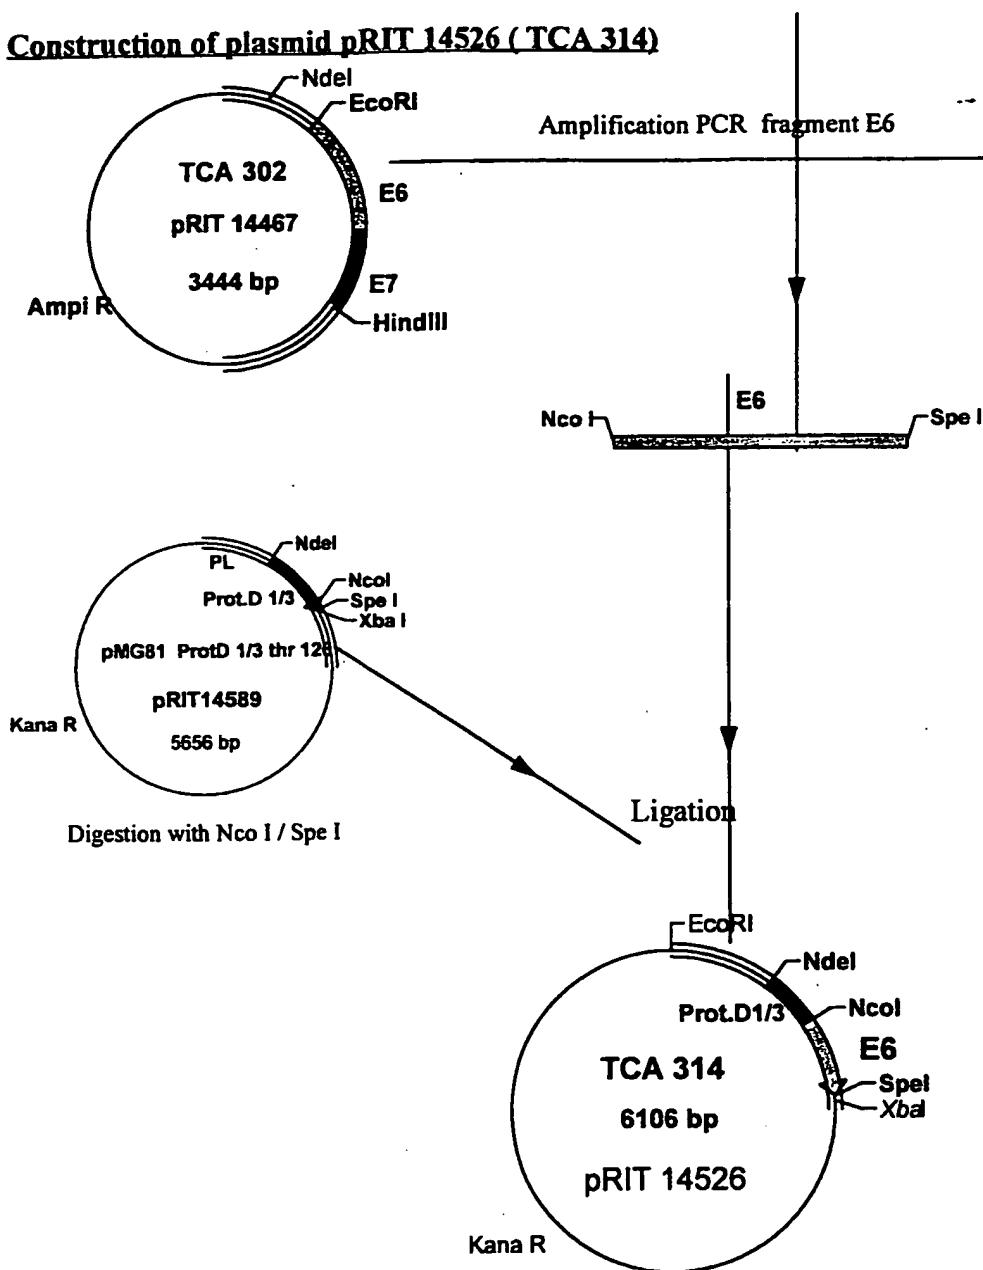 Construction of plasmid pRIT 14526 ( TCA 314)
NdeI
EcoRI
Amplification PCR fragment E6
TCA 302
E6
pRIT 14467
3444 bp
E7
Ampi R
HindIII
E6
Nco I
Spe I
NdeI
PL
NcoI
Prot.D 1/3
Spe I
Xba I
pMG81 ProtD 1/3 thr
pRIT14589
Kana R
5656 bp
Digestion with Nco I / Spe I
Ligation
EcoRI
NdeI
Prot.D1/3
NcoI
E6
TCA 314
SpeI
XbaI
6106 bp
pRIT 14526
Kana R